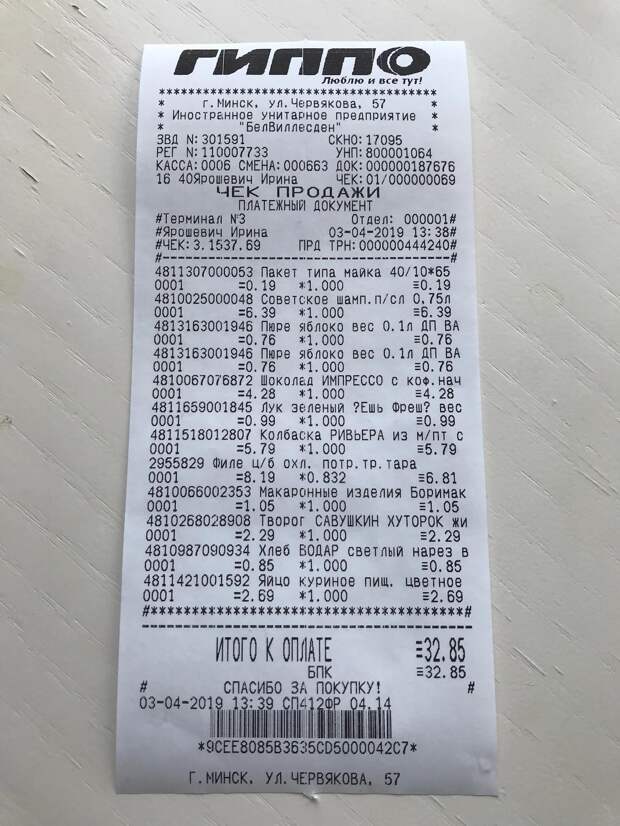 ГИППО
Люблю и все тут!
****************************************
* г.МИНСК, ул.Червякова, 57 *
* Иностранное унитарное предприятие *
* "БелВиллесден" *
ЗВД N:301591 СКНО:17095
РЕГ N:110007733 УНП:800001064
КАССА:0006 СМЕНА:000663 ДОК:000000187676
16 40Ярошевич Ирина ЧЕК:01/000000069
ЧЕК ПРОДАЖИ
ПЛАТЕЖНЫЙ ДОКУМЕНТ
#Терминал №3 Отдел: 000001#
#Ярошевич Ирина 03-04-2019 13:38#
#ЧЕК:3.1537.69 ПРД ТРН:000000444240#
#--------------------------------------#
4811307000053 Пакет типа майка 40/10*65
0001 =0.19 *1.000 ≡0.19
4810025000048 Советское шамп.п/сл 0,75л
0001 =6.39 *1.000 ≡6.39
4813163001946 Пюре яблоко вес 0.1л ДП ВА
0001 =0.76 *1.000 ≡0.76
4813163001946 Пюре яблоко вес 0.1л ДП ВА
0001 =0.76 *1.000 ≡0.76
4810067076872 Шоколад ИМПРЕССО с коф.нач
0001 =4.28 *1.000 ≡4.28
4811659001845 Лук зеленый ?Ешь Фреш? вес
0001 =0.99 *1.000 ≡0.99
4811518012807 Колбаска РИВЬЕРА из м/пт с
0001 =5.79 *1.000 ≡5.79
2955829 Филе ц/б охл. потр.тр.тара
0001 =8.19 *0.832 ≡6.81
4810066002353 Макаронные изделия Боримак
0001 =1.05 *1.000 ≡1.05
4810268028908 Творог САВУШКИН ХУТОРОК жи
0001 =2.29 *1.000 ≡2.29
4810987090934 Хлеб ВОДАР светлый нарез в
0001 =0.85 *1.000 ≡0.85
4811421001592 Яйцо куриное пищ. цветное
0001 =2.69 *1.000 ≡2.69
#**************************************#
----------------------------------------
ИТОГО К ОПЛАТЕ ≡32.85
БПК ≡32.85
# СПАСИБО ЗА ПОКУПКУ! #
03-04-2019 13:39 СП412ФР 04.14
*9CEE8085B3635CD5000042C7*
Г.МИНСК, УЛ.ЧЕРВЯКОВА, 57